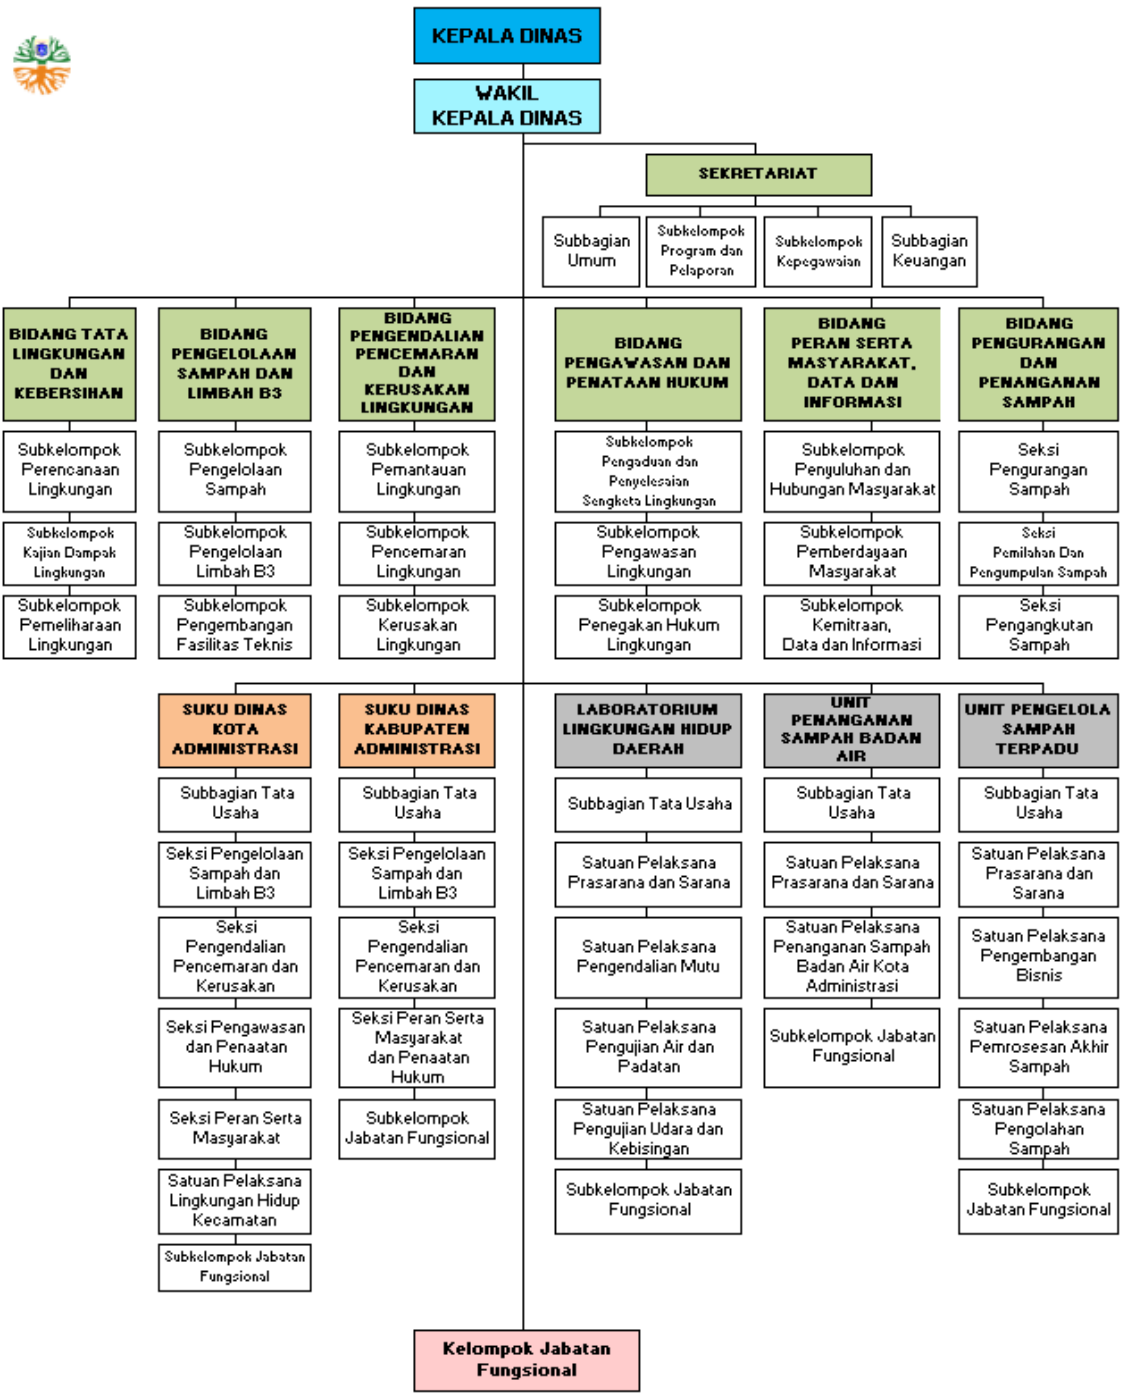 KEPALA DINAS
WAKIL
KEPALA DINAS
SEKRETARIAT
Subbagian
Umum
Subkelompok
Program dan
Pelaporan
Subkelompok
Kepegawaian
Subbagian
Keuangan
BIDANG TATA
LINGKUNGAN
DAN
KEBERSIHAN
BIDANG
PENGELOLAAN
SAMPAH DAN
LIMBAH B3
BIDANG
PENGENDALIAN
PENCEMARAN
DAN
KERUSAKAN
LINGKUNGAN
BIDANG
PENGAWASAN DAN
PENATAAN HUKUM
BIDANG
PERAN SERTA
MASYARAKAT,
DATA DAN
INFORMASI
BIDANG
PENGURANGAN
DAN
PENANGANAN
SAMPAH
Subkelompok
Perencanaan
Lingkungan
Subkelompok
Pengelolaan
Sampah
Subkelompok
Pemantauan
Lingkungan
Subkelompok
Pengaduan dan
Penyelesaian
Sengketa Lingkungan
Subkelompok
Penyuluhan dan
Hubungan Masyarakat
Seksi
Pengurangan
Sampah
Subkelompok
Kajian Dampak
Lingkungan
Subkelompok
Pengelolaan
Limbah B3
Subkelompok
Pencemaran
Lingkungan
Subkelompok
Pengawasan
Lingkungan
Subkelompok
Pemberdayaan
Masyarakat
Seksi
Pemilahan Dan
Pengumpulan Sampah
Subkelompok
Pemeliharaan
Lingkungan
Subkelompok
Pengembangan
Fasilitas Teknis
Subkelompok
Kerusakan
Lingkungan
Subkelompok
Penegakan Hukum
Lingkungan
Subkelompok
Kemitraan,
Data dan Informasi
Seksi
Pengangkutan
Sampah
SUKU DINAS
KOTA
ADMINISTRASI
SUKU DINAS
KABUPATEN
ADMINISTRASI
LABORATORIUM
LINGKUNGAN HIDUP
DAERAH
UNIT
PENANGANAN
SAMPAH BADAN
AIR
UNIT PENGELOLA
SAMPAH
TERPADU
Subbagian Tata
Usaha
Subbagian Tata
Usaha
Subbagian Tata Usaha
Subbagian Tata
Usaha
Subbagian Tata
Usaha
Seksi Pengelolaan
Sampah dan
Limbah B3
Seksi Pengelolaan
Sampah dan
Limbah B3
Satuan Pelaksana
Prasarana dan Sarana
Satuan Pelaksana
Prasarana dan Sarana
Satuan Pelaksana
Prasarana dan
Sarana
Seksi
Pengendalian
Pencemaran dan
Kerusakan
Seksi
Pengendalian
Pencemaran dan
Kerusakan
Satuan Pelaksana
Pengendalian Mutu
Satuan Pelaksana
Penanganan Sampah
Badan Air Kota
Administrasi
Satuan Pelaksana
Pengembangan
Bisnis
Seksi Pengawasan
dan Penaatan
Hukum
Seksi Peran Serta
Masyarakat
dan Penaatan
Hukum
Satuan Pelaksana
Pengujian Air dan
Padatan
Subkelompok Jabatan
Fungsional
Satuan Pelaksana
Pemrosesan Akhir
Sampah
Seksi Peran Serta
Masyarakat
Subkelompok
Jabatan Fungsional
Satuan Pelaksana
Pengujian Udara dan
Kebisingan
Satuan Pelaksana
Pengolahan
Sampah
Satuan Pelaksana
Lingkungan Hidup
Kecamatan
Subkelompok Jabatan
Fungsional
Subkelompok
Jabatan Fungsional
Subkelompok Jabatan
Fungsional
Kelompok Jabatan
Fungsional